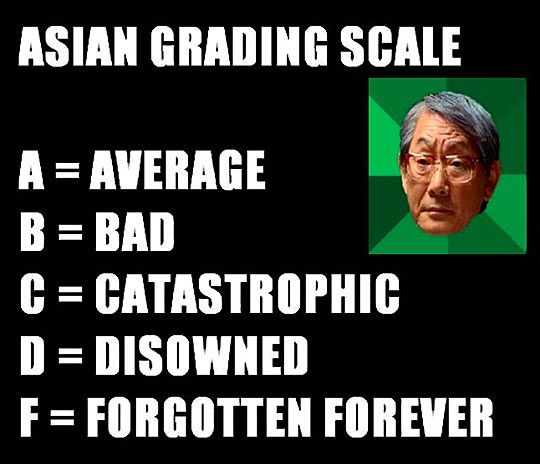 ASIAN GRADING SCALE
A = AVERAGE
B = BAD
C = CATASTROPHIC
D = DISOWNED
F = FORGOTTEN FOREVER